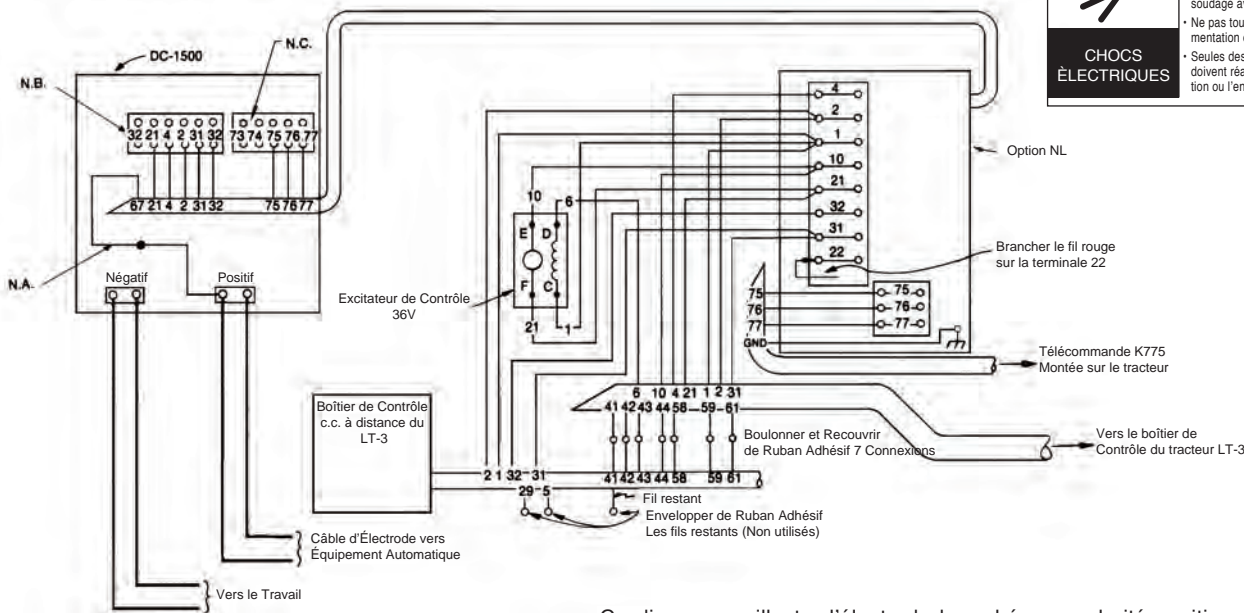 soudage a
Ne pas tou
mentation
CHOCS
ÈLECTRIQUES
Seules des
doivent réa
tion ou l'en
DC-1500
N.C.
N.B.
32 21 4 2 31 32
73 74 75 76 77
67 21 4 2 31 32
75 76 77
N.A.
Négatif
Positif
4
2
1
10
21
32
31
22
Option NL
10
6
E D
F C
21
1
Excitateur de Contrôle
36V
Brancher le fil rouge
sur la terminale 22
75
76
77
GND
75
76
77
Télécommande K775
Montée sur le tracteur
6 10 4 21 1 2 31
41 42 43 44 58 59 61
Boîtier de Contrôle
c.c. à distance du
LT-3
Boulonner et Recouvrir
de Ruban Adhésif 7 Connexions
Vers le boîtier de
Contrôle du tracteur LT-3
2 1 32 31
41 42 43 44 58 59 61
29 5
Fil restant
Envelopper de Ruban Adhésif
Les fils restants (Non utilisés)
Câble d'Électrode vers
Équipement Automatique
Vers le Travail